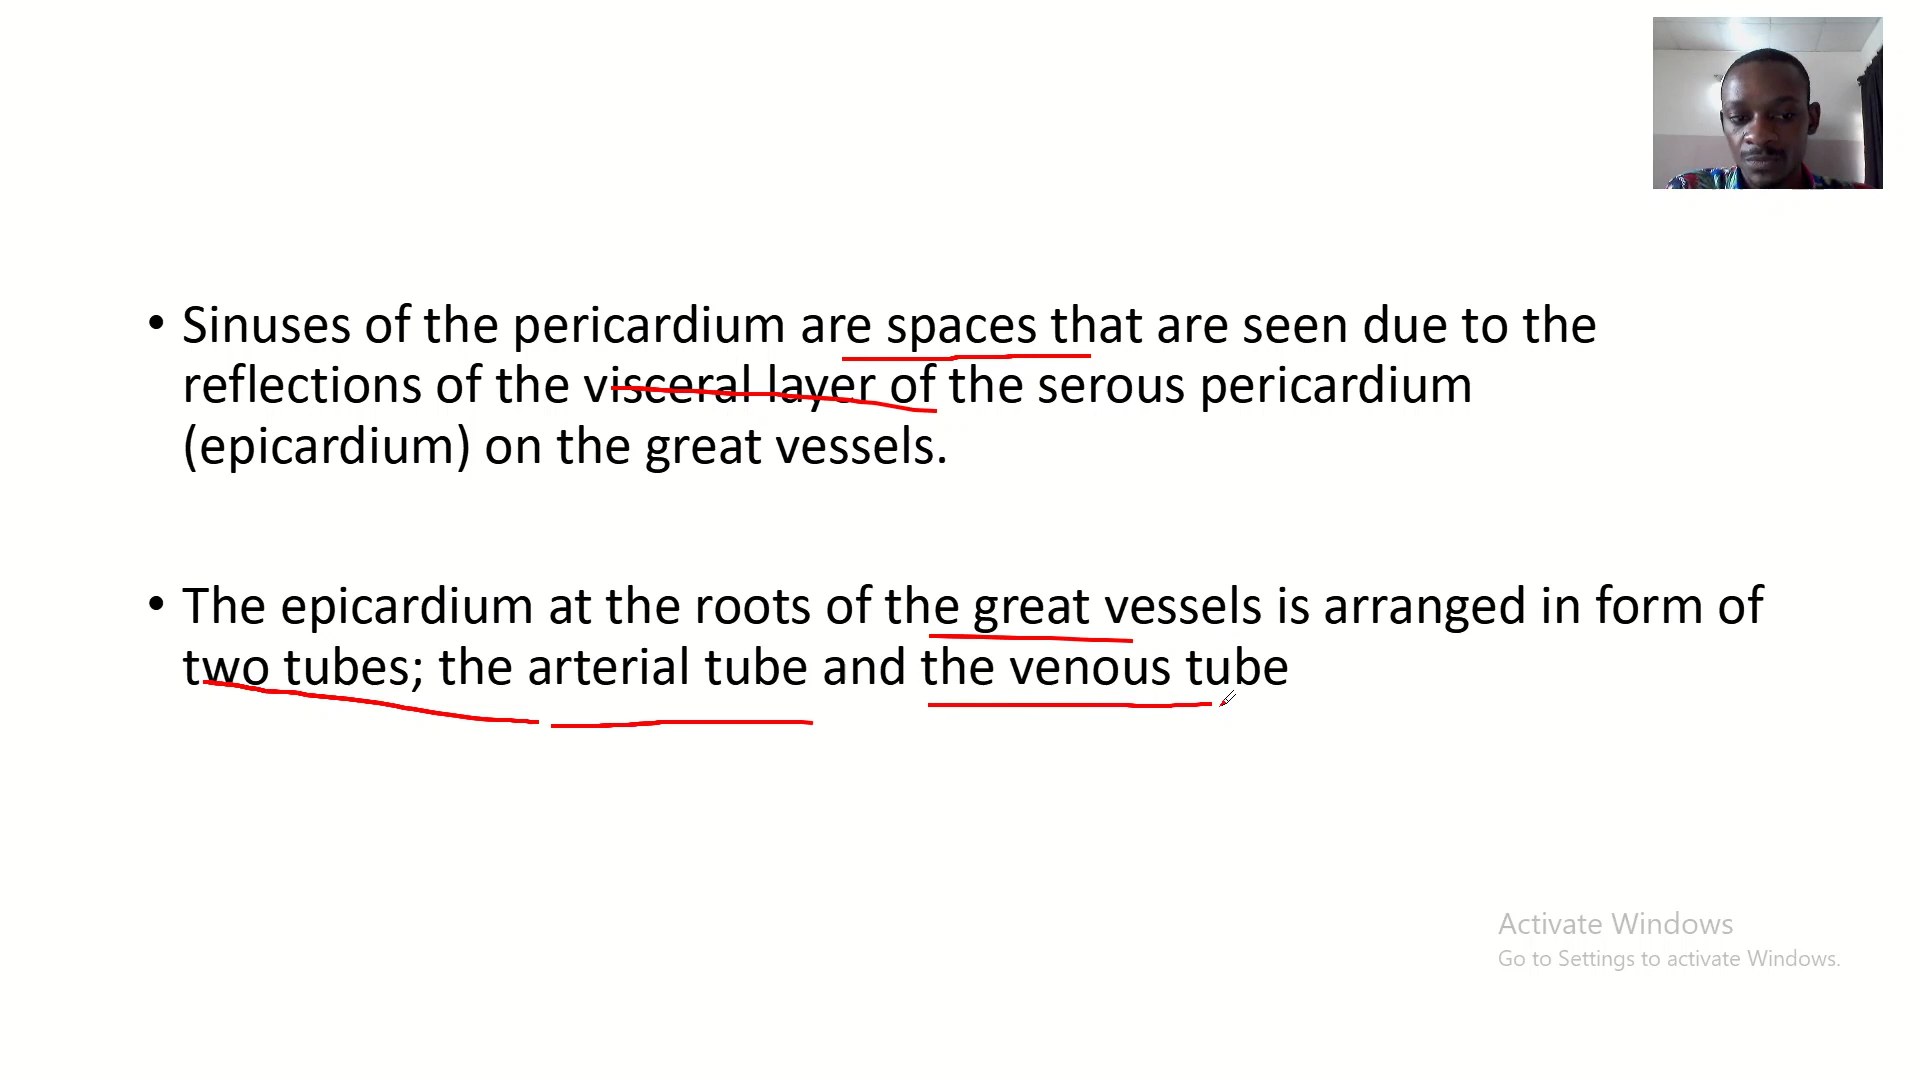 • Sinuses of the pericardium are spaces that are seen due to the
reflections of the visceral layer of the serous pericardium
(epicardium) on the great vessels.
• The epicardium at the roots of the great vessels is arranged in form of
two tubes; the arterial tube and the venous tube
Activate Windows
Go to Settings to activate Windows.